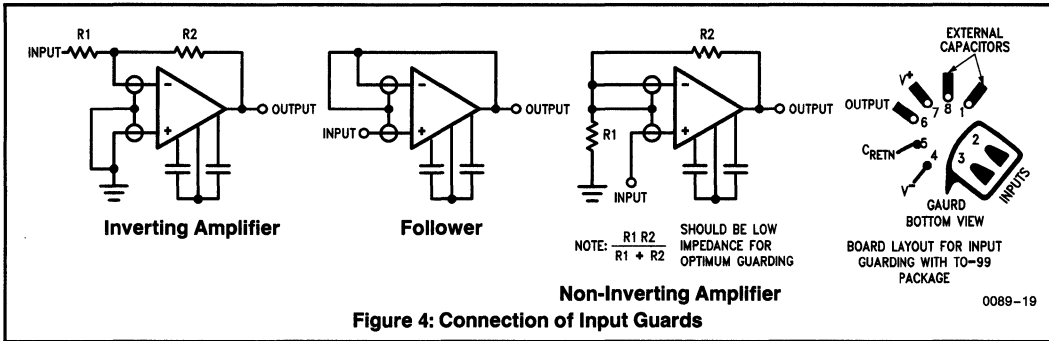 INPUT
R1
R2
-
+
OUTPUT
Inverting Amplifier
INPUT
-
+
OUTPUT
Follower
R2
R1
-
+
OUTPUT
INPUT
NOTE: R1 R2 / R1 + R2 SHOULD BE LOW
IMPEDANCE FOR
OPTIMUM GUARDING
Non-Inverting Amplifier
EXTERNAL
CAPACITORS
V+
OUTPUT
7
8
1
6
CRETN
5
4
V-
2
3
INPUTS
GAURD
BOTTOM VIEW
BOARD LAYOUT FOR INPUT
GUARDING WITH TO-99
PACKAGE
0089-19
Figure 4: Connection of Input Guards